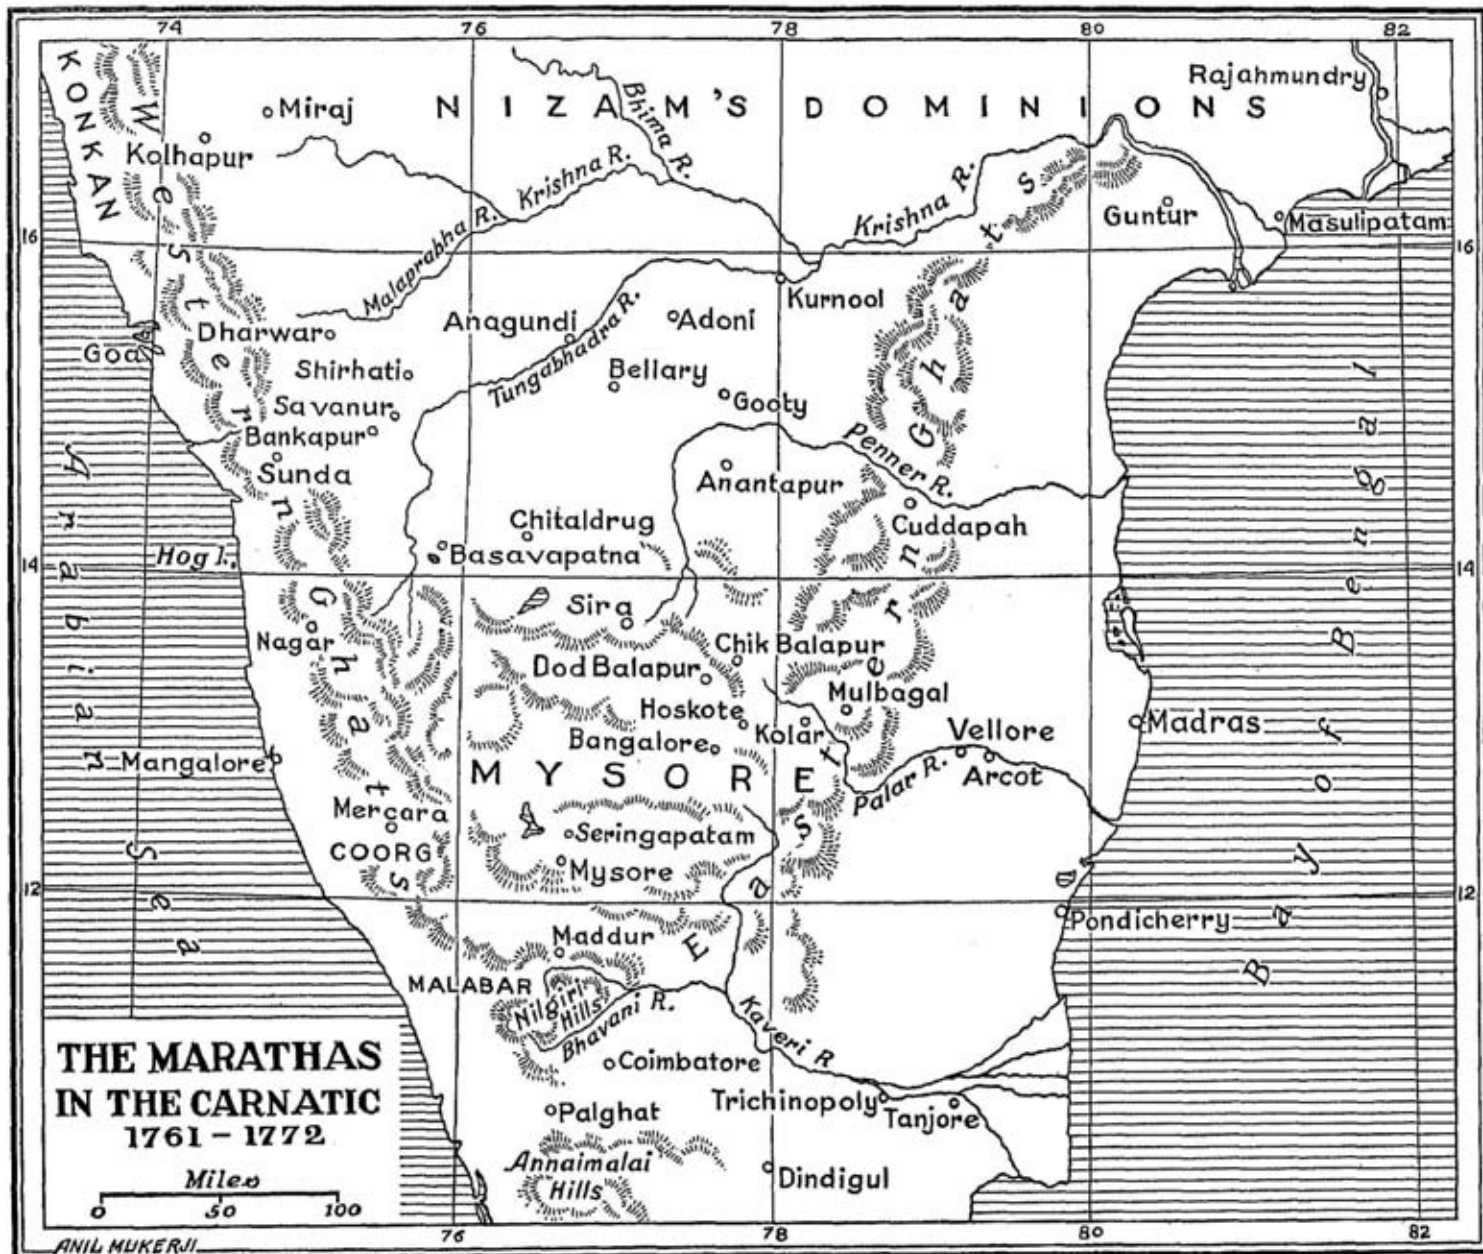 74 76 78 80 82
KONKAN
Western Ghats
Miraj
NIZAM'S DOMINIONS
Rajahmundry
Bhima R.
Kolhapur
Krishna R.
Krishna R.
Guntur
Masulipatam
16
16
Malaprabha R.
Kurnool
Dharwar
Anagundi
Adoni
Goa
Tungabhadra R.
Shirhati
Bellary
Savanur
Gooty
Bankapur
Penner R.
Sunda
Anantapur
Eastern Ghats
Cuddapah
Chitaldrug
Hog I.
Basavapatna
14
14
Sira
Nagar
Chik Balapur
Dod Balapur
Mulbagal
Hoskote
Kolar
Vellore
Madras
Bangalore
Mangalore
MYSORE
Palar R.
Arcot
Mercara
Seringapatam
COORG
Mysore
12
12
Arabian Sea
Bay of Bengal
Pondicherry
Maddur
MALABAR
Nilgiri
Hills
Bhavani R.
Kaveri R
Coimbatore
Trichinopoly
Tanjore
Palghat
Annaimalai
Hills
Dindigul
THE MARATHAS
IN THE CARNATIC
1761 – 1772
Miles
0 50 100
76 78 80 82
ANIL MUKERJI